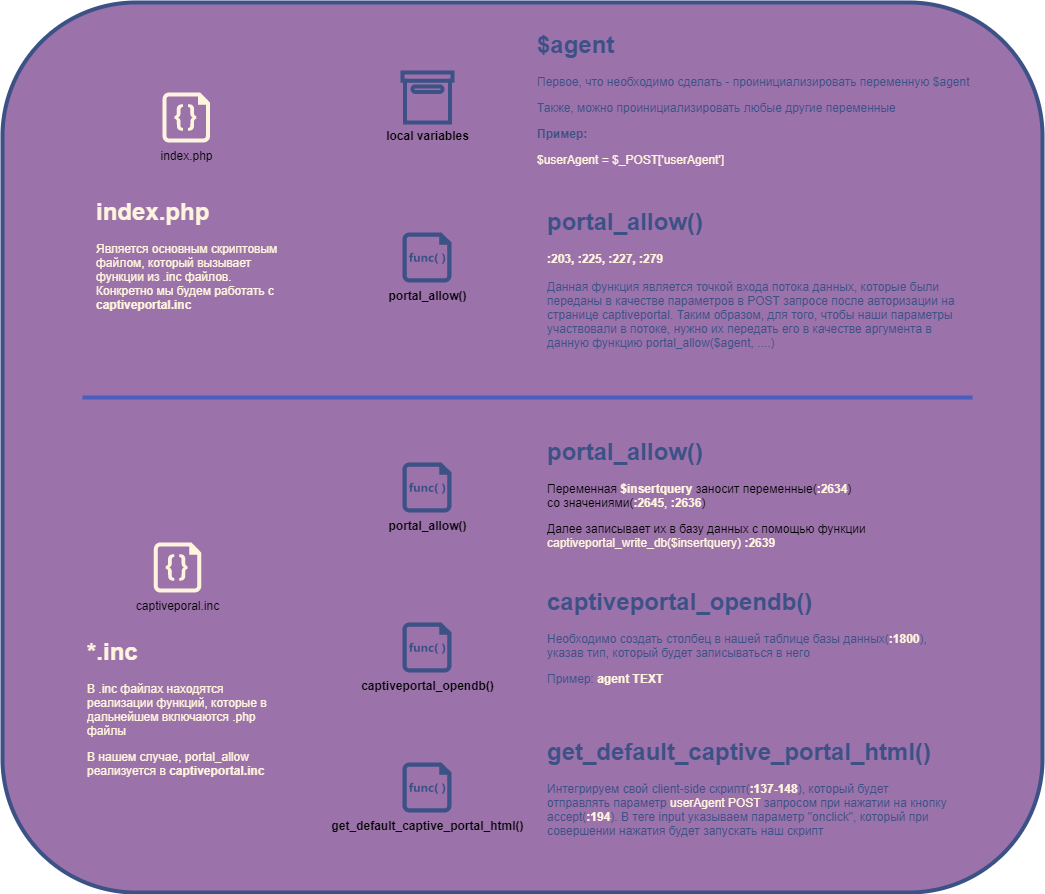 $agent
Первое, что необходимо сделать - проинициализировать переменную $agent
Также, можно проинициализировать любые другие переменные
Пример:
$userAgent = $_POST['userAgent']
{ }
index.php
local variables
index.php
Является основным скриптовым
файлом, который вызывает
функции из .inc файлов.
Конкретно мы будем работать с
captiveportal.inc
func( )
portal_allow()
portal_allow()
:203, :225, :227, :279
Данная функция является точкой входа потока данных, которые были
переданы в качестве параметров в POST запросе после авторизации на
странице captiveportal. Таким образом, для того, чтобы наши параметры
участвовали в потоке, нужно их передать его в качестве аргумента в
данную функцию portal_allow($agent, ....)
func( )
portal_allow()
portal_allow()
Переменная $insertquery заносит переменные(:2634)
со значениями(:2645, :2636)
Далее записывает их в базу данных с помощью функции
captiveportal_write_db($insertquery) :2639
{ }
captiveporal.inc
*.inc
В .inc файлах находятся
реализации функций, которые в
дальнейшем включаются .php
файлы
В нашем случае, portal_allow
реализуется в captiveportal.inc
func( )
captiveportal_opendb()
captiveportal_opendb()
Необходимо создать столбец в нашей таблице базы данных(:1800),
указав тип, который будет записываться в него
Пример: agent TEXT
func( )
get_default_captive_portal_html()
get_default_captive_portal_html()
Интегрируем свой client-side скрипт(:137-148), который будет
отправлять параметр userAgent POST запросом при нажатии на кнопку
accept(:194). В теге input указываем параметр "onclick", который при
совершении нажатия будет запускать наш скрипт